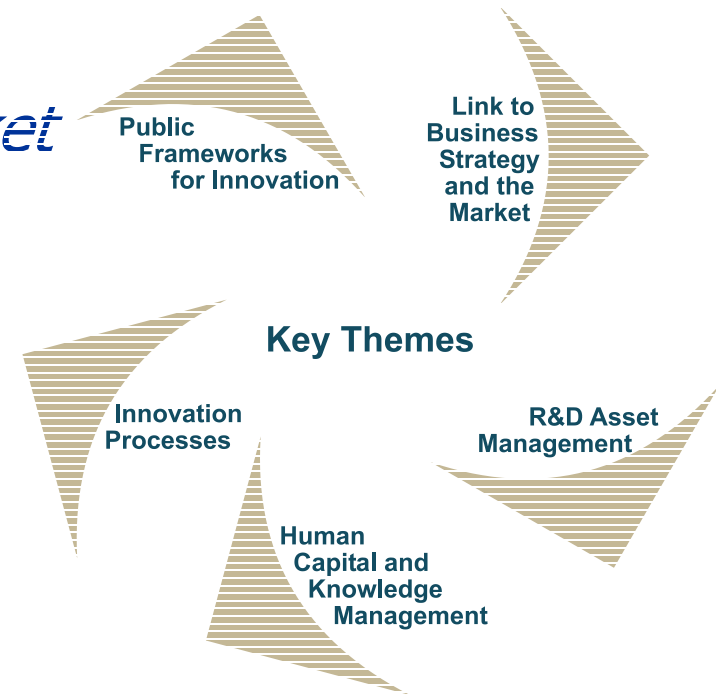 Public
Frameworks
for Innovation
Link to
Business
Strategy
and the
Market
Key Themes
Innovation
Processes
R&D Asset
Management
Human
Capital and
Knowledge
Management